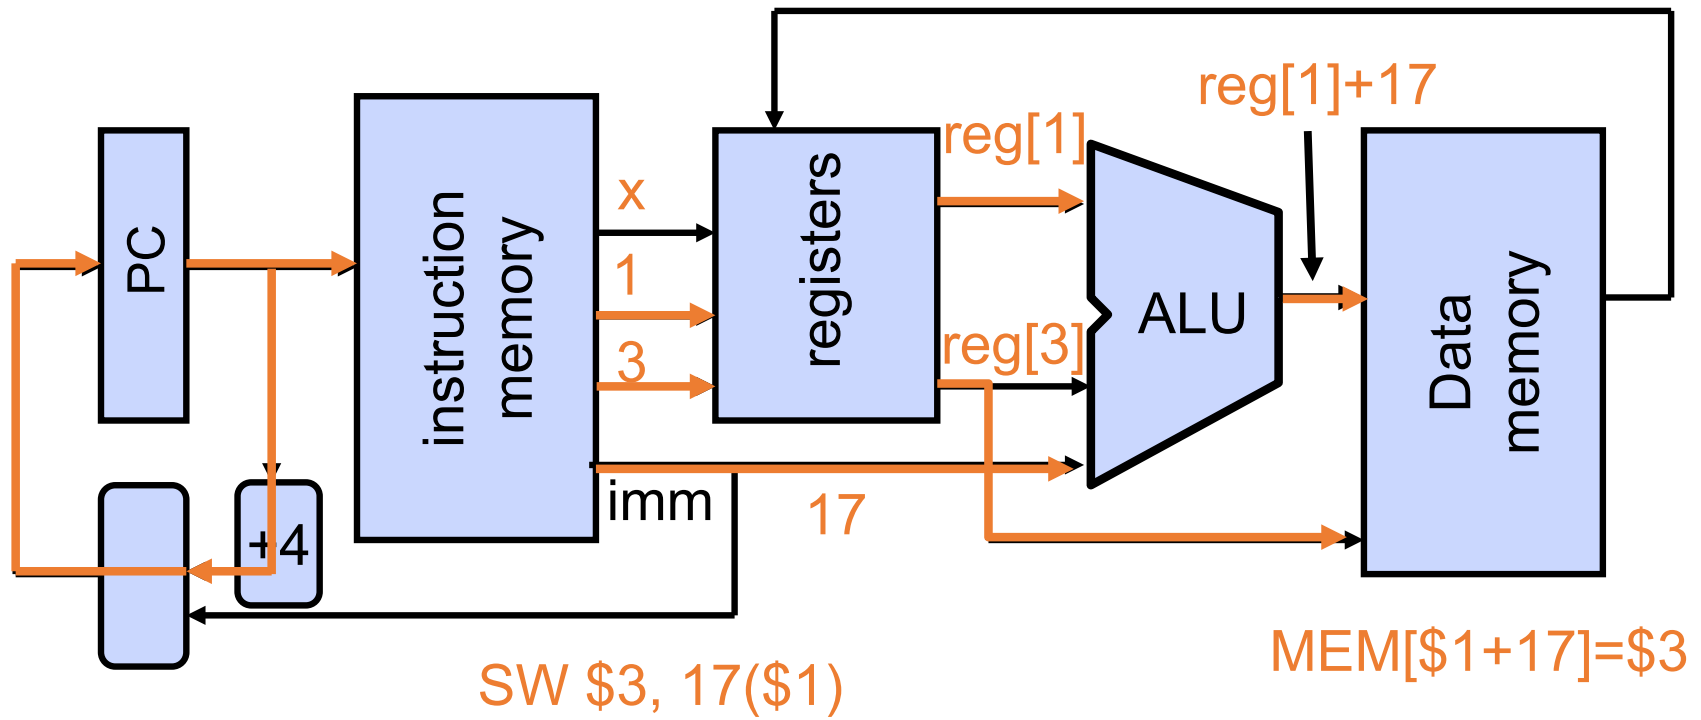 PC
+4
instruction
memory
x
1
3
imm
17
registers
reg[1]
reg[3]
ALU
reg[1]+17
Data
memory
SW $3, 17($1)
MEM[$1+17]=$3